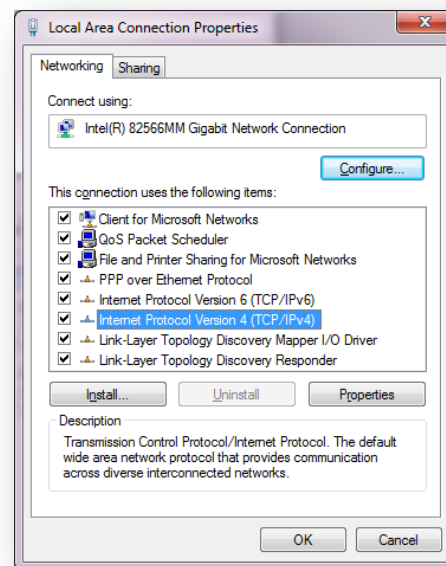 Local Area Connection Properties
Networking
Sharing
Connect using:
Intel(R) 82566MM Gigabit Network Connection
Configure...
This connection uses the following items:
Client for Microsoft Networks
QoS Packet Scheduler
File and Printer Sharing for Microsoft Networks
PPP over Ethernet Protocol
Internet Protocol Version 6 (TCP/IPv6)
Internet Protocol Version 4 (TCP/IPv4)
Link-Layer Topology Discovery Mapper I/O Driver
Link-Layer Topology Discovery Responder
Install...
Uninstall
Properties
Description
Transmission Control Protocol/Internet Protocol. The default
wide area network protocol that provides communication
across diverse interconnected networks.
OK
Cancel